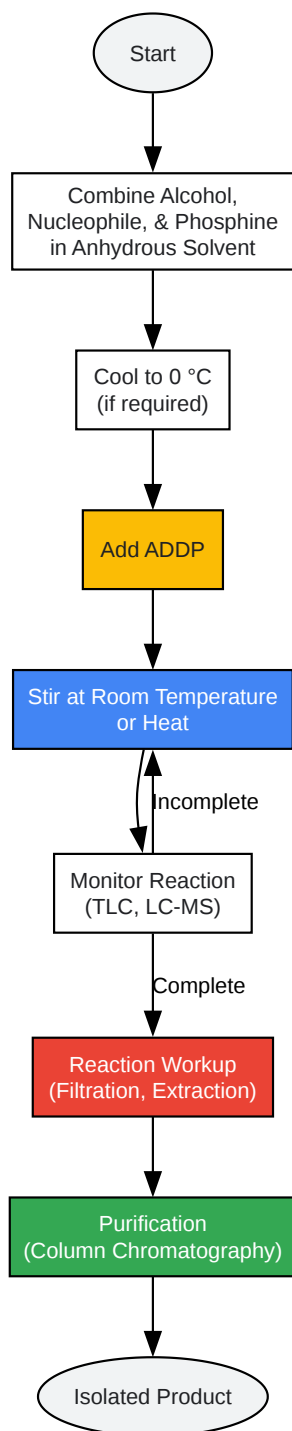 Start
Combine Alcohol,
Nucleophile, & Phosphine
in Anhydrous Solvent
Cool to 0 °C
(if required)
Add ADDP
Stir at Room Temperature
or Heat
Incomplete
Monitor Reaction
(TLC, LC-MS)
Complete
Reaction Workup
(Filtration, Extraction)
Purification
(Column Chromatography)
Isolated Product